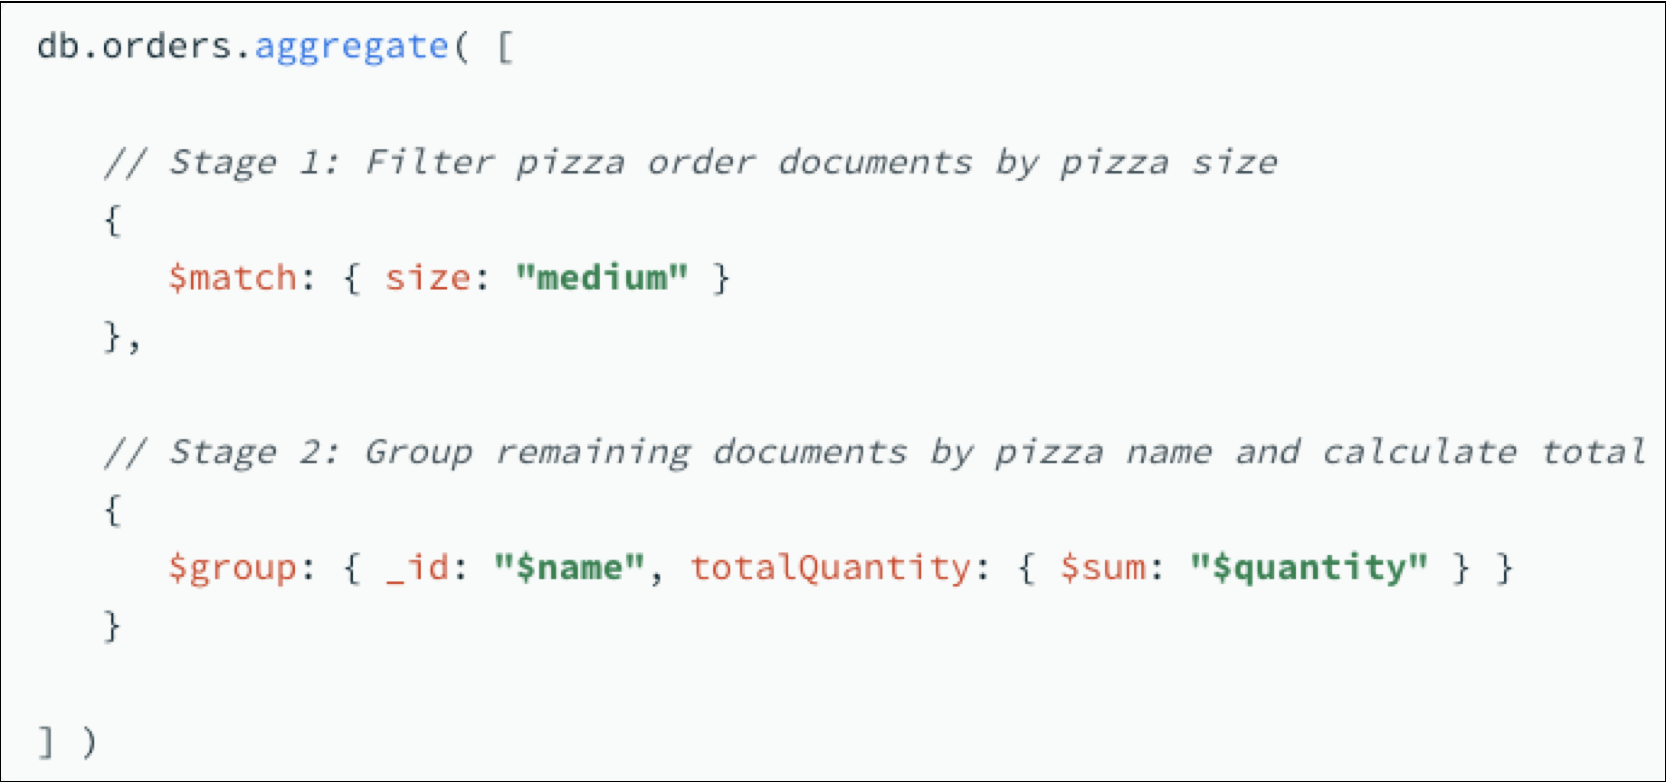 db.orders.aggregate( [
// Stage 1: Filter pizza order documents by pizza size
{
$match: { size: "medium" }
},
// Stage 2: Group remaining documents by pizza name and calculate total
{
$group: { _id: "$name", totalQuantity: { $sum: "$quantity" } }
}
] )